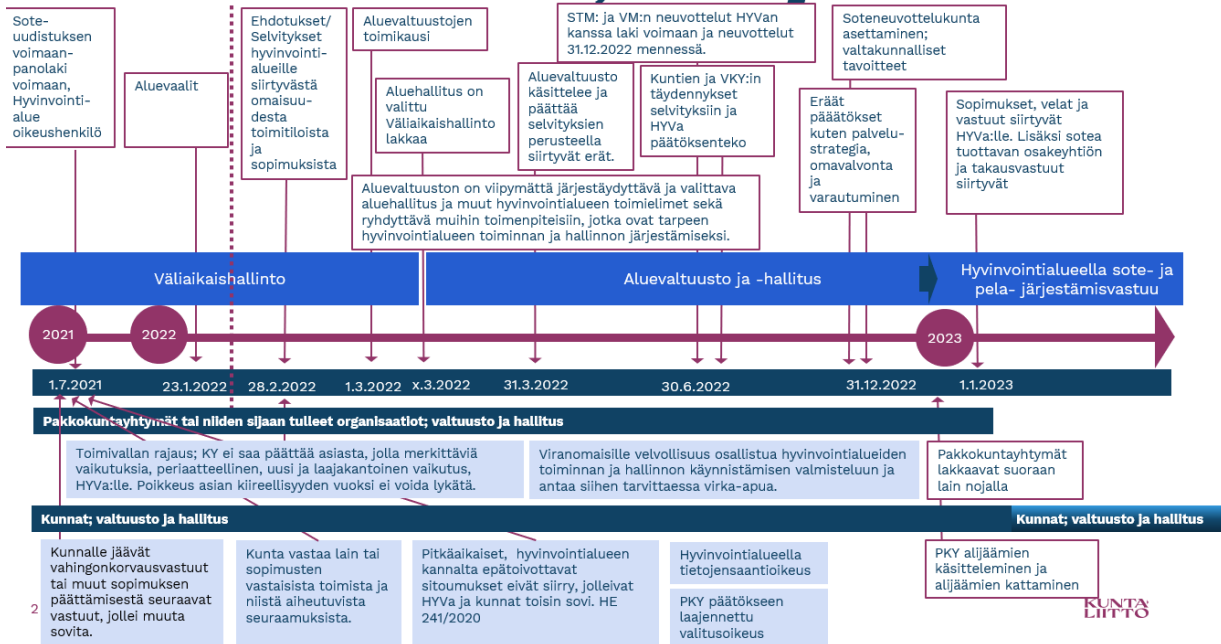 Sote-
uudistuksen
voimaan-
panolaki
voimaan,
Hyvinvointi-
alue
oikeushenkilö
Aluevaalit
Ehdotukset/
Selvitykset
hyvinvointi-
alueille
siirtyvästä
omaisuu-
desta
toimitiloista
ja
sopimuksista
Aluevaltuustojen
toimikausi
Aluehallitus on
valittu
Väliaikaishallinto
lakkaa
Aluevaltuusto
käsittelee ja
päättää
selvityksien
perusteella
siirtyvät erät.
STM: ja VM:n neuvottelut HYVan
kanssa laki voimaan ja neuvottelut
31.12.2022 mennessä.
Kuntien ja VKY:in
täydennykset
selvityksiin ja
HYVa
päätöksenteko
Soteneuvottelukunta
asettaminen;
valtakunnalliset
tavoitteet
Eräät
pääätökset
kuten palvelu-
strategia,
omavalvonta
ja
varautuminen
Sopimukset, velat ja
vastuut siirtyvät
HYVa:lle. Lisäksi sotea
tuottavan osakeyhtiön
ja takausvastuut
siirtyvät
Aluevaltuuston on viipymättä järjestäydyttävä ja valittava
aluehallitus ja muut hyvinvointialueen toimielimet sekä
ryhdyttävä muihin toimenpiteisiin, jotka ovat tarpeen
hyvinvointialueen toiminnan ja hallinnon järjestämiseksi.
Väliaikaishallinto
Aluevaltuusto ja -hallitus
Hyvinvointialueella sote- ja
pela- järjestämisvastuu
2021
2022
2023
1.7.2021
23.1.2022
28.2.2022
1.3.2022
x.3.2022
31.3.2022
30.6.2022
31.12.2022
1.1.2023
Pakkokuntayhtymät tai niiden sijaan tulleet organisaatiot; valtuusto ja hallitus
Toimivallan rajaus; KY ei saa päättää asiasta, jolla merkittäviä
vaikutuksia, periaatteellinen, uusi ja laajakantoinen vaikutus,
HYVa:lle. Poikkeus asian kiireellisyyden vuoksi ei voida lykätä.
Viranomaisille velvollisuus osallistua hyvinvointialueiden
toiminnan ja hallinnon käynnistämisen valmisteluun ja
antaa siihen tarvittaessa virka-apua.
Pakkokuntayhtymät
lakkaavat suoraan
lain nojalla
Kunnat; valtuusto ja hallitus
Kunnat; valtuusto ja hallitus
Kunnalle jäävät
vahingonkorvausvastuut
tai muut sopimuksen
päättämisestä seuraavat
vastuut, jollei muuta
sovita.
Kunta vastaa lain tai
sopimusten
vastaisista toimista ja
niistä aiheutuvista
seuraamuksista.
Pitkäaikaiset, hyvinvointialueen
kannalta epätoivottavat
sitoumukset eivät siirry, jolleivat
HYVa ja kunnat toisin sovi. HE
241/2020
Hyvinvointialueella
tietojensaantioikeus
PKY päätökseen
laajennettu
valitusoikeus
PKY alijäämien
käsitteleminen ja
alijäämien kattaminen
2
KUNTA
LIITTO